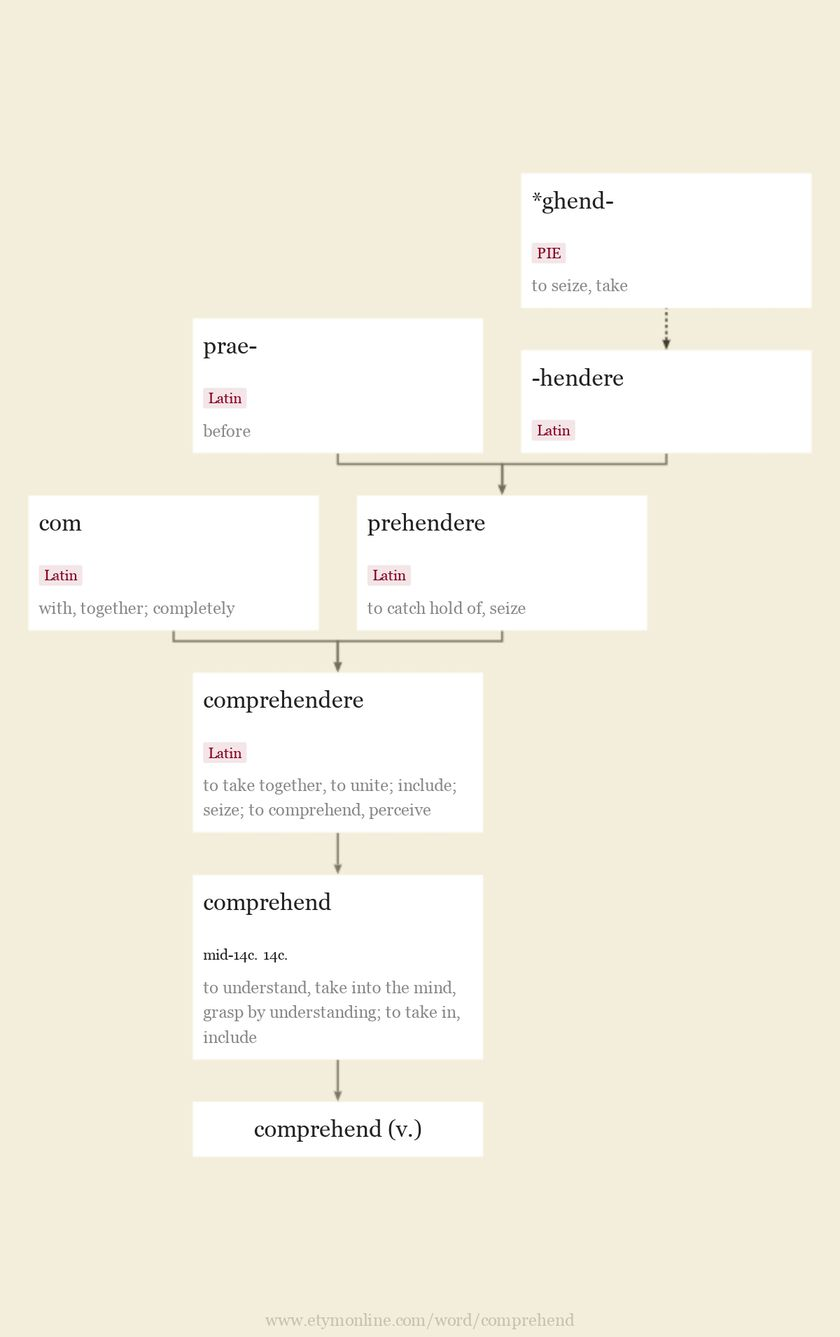 *ghend-
PIE
to seize, take
prae-
Latin
before
-hendere
Latin
com
Latin
with, together; completely
prehendere
Latin
to catch hold of, seize
comprehendere
Latin
to take together, to unite; include;
seize; to comprehend, perceive
comprehend
mid-14c. 14c.
to understand, take into the mind,
grasp by understanding; to take in,
include
comprehend (v.)
www.etymonline.com/word/comprehend